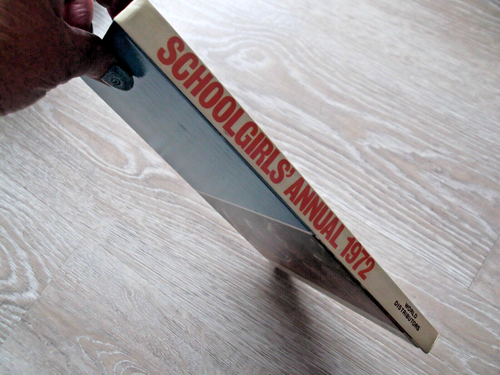 SCHOOLGIRLS' ANNUAL 1972
WORLD
DISTRIBUTORS